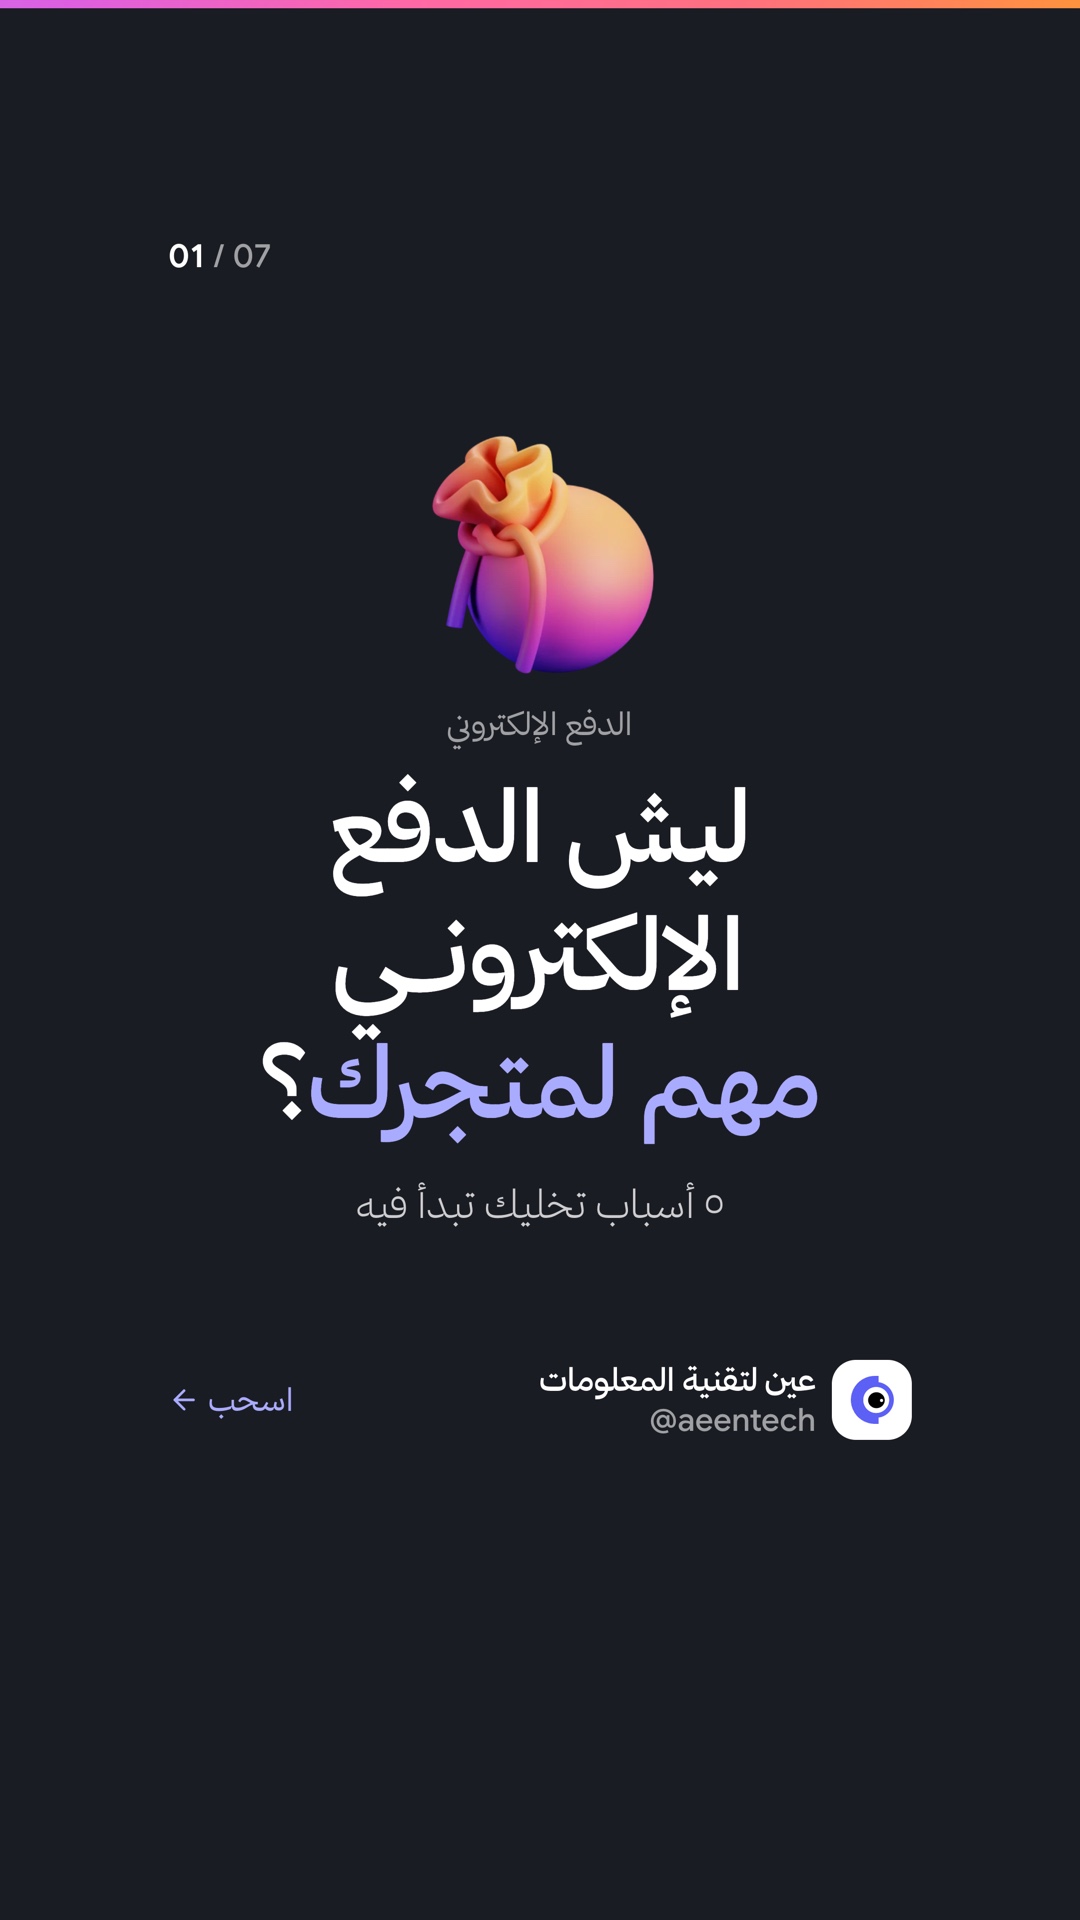 01 / 07
الدفع الإلكتروني
ليش الدفع
الإلكتروني
مهم لمتجرك؟
٥ أسباب تخليك تبدأ فيه
عين لتقنية المعلومات
@aeentech
اسحب ←